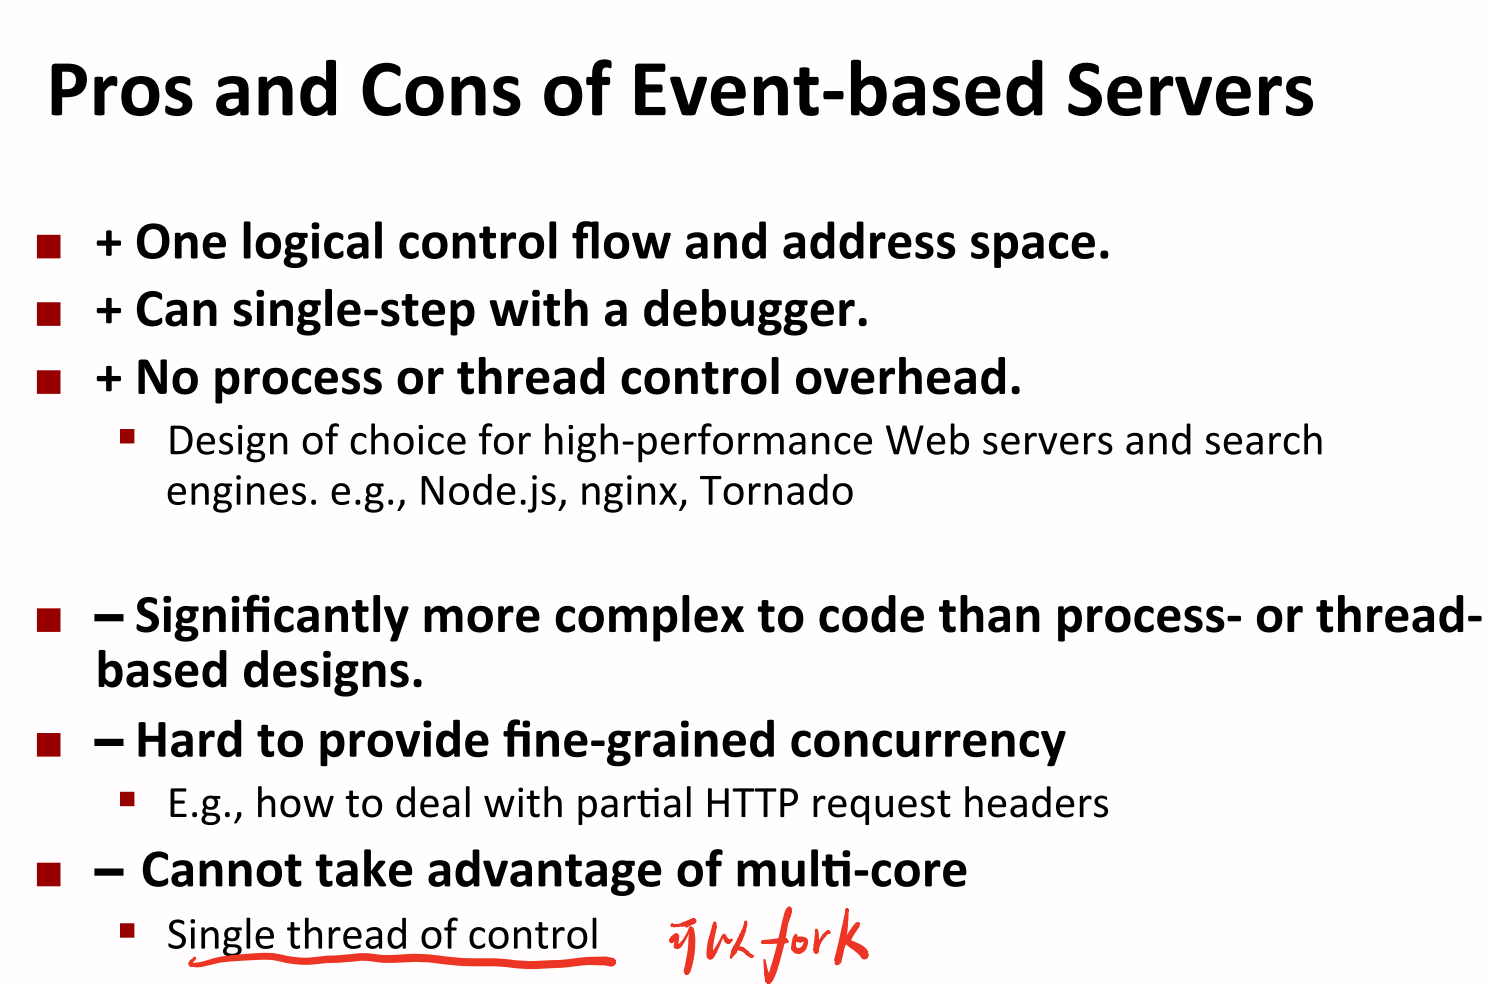 Pros and Cons of Event-based Servers
■ + One logical control flow and address space.
■ + Can single-step with a debugger.
■ + No process or thread control overhead.
▪ Design of choice for high-performance Web servers and search
engines. e.g., Node.js, nginx, Tornado
■ – Significantly more complex to code than process- or thread-
based designs.
■ – Hard to provide fine-grained concurrency
▪ E.g., how to deal with partial HTTP request headers
■ – Cannot take advantage of multi-core
▪ Single thread of control 可以fork